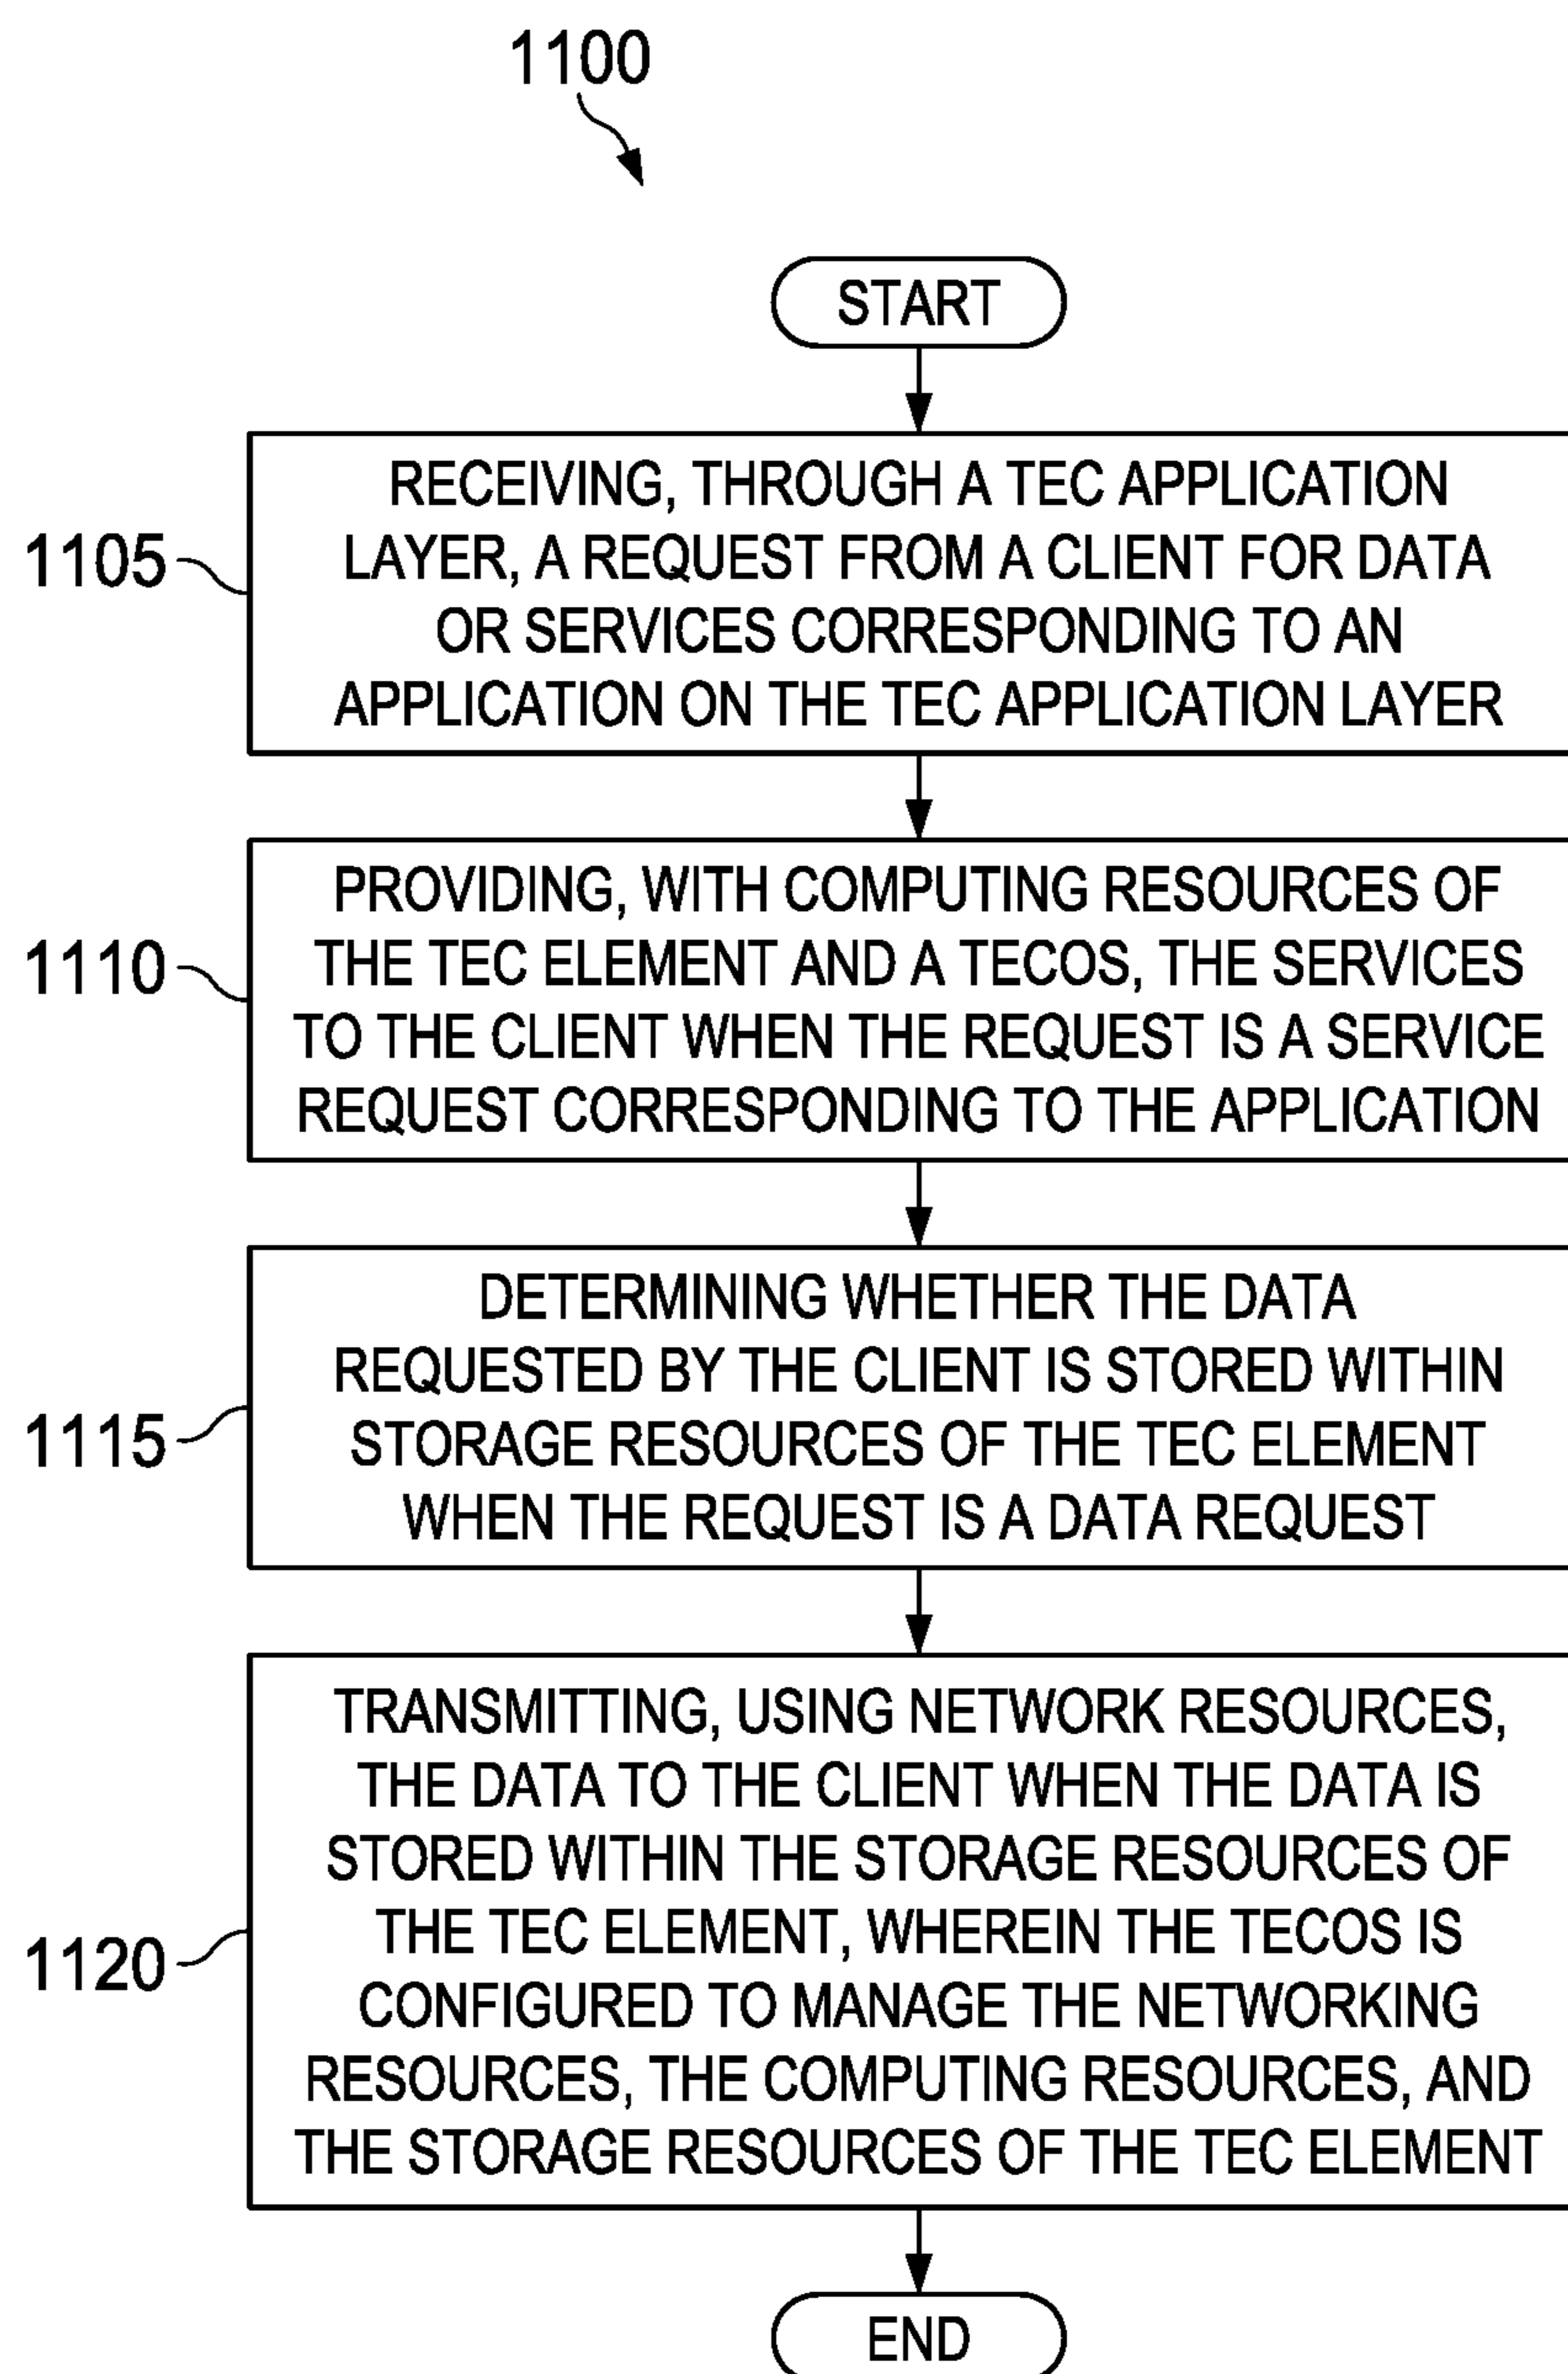 1100
START
1105
RECEIVING, THROUGH A TEC APPLICATION
LAYER, A REQUEST FROM A CLIENT FOR DATA
OR SERVICES CORRESPONDING TO AN
APPLICATION ON THE TEC APPLICATION LAYER
1110
PROVIDING, WITH COMPUTING RESOURCES OF
THE TEC ELEMENT AND A TECOS, THE SERVICES
TO THE CLIENT WHEN THE REQUEST IS A SERVICE
REQUEST CORRESPONDING TO THE APPLICATION
1115
DETERMINING WHETHER THE DATA
REQUESTED BY THE CLIENT IS STORED WITHIN
STORAGE RESOURCES OF THE TEC ELEMENT
WHEN THE REQUEST IS A DATA REQUEST
1120
TRANSMITTING, USING NETWORK RESOURCES,
THE DATA TO THE CLIENT WHEN THE DATA IS
STORED WITHIN THE STORAGE RESOURCES OF
THE TEC ELEMENT, WHEREIN THE TECOS IS
CONFIGURED TO MANAGE THE NETWORKING
RESOURCES, THE COMPUTING RESOURCES, AND
THE STORAGE RESOURCES OF THE TEC ELEMENT
END